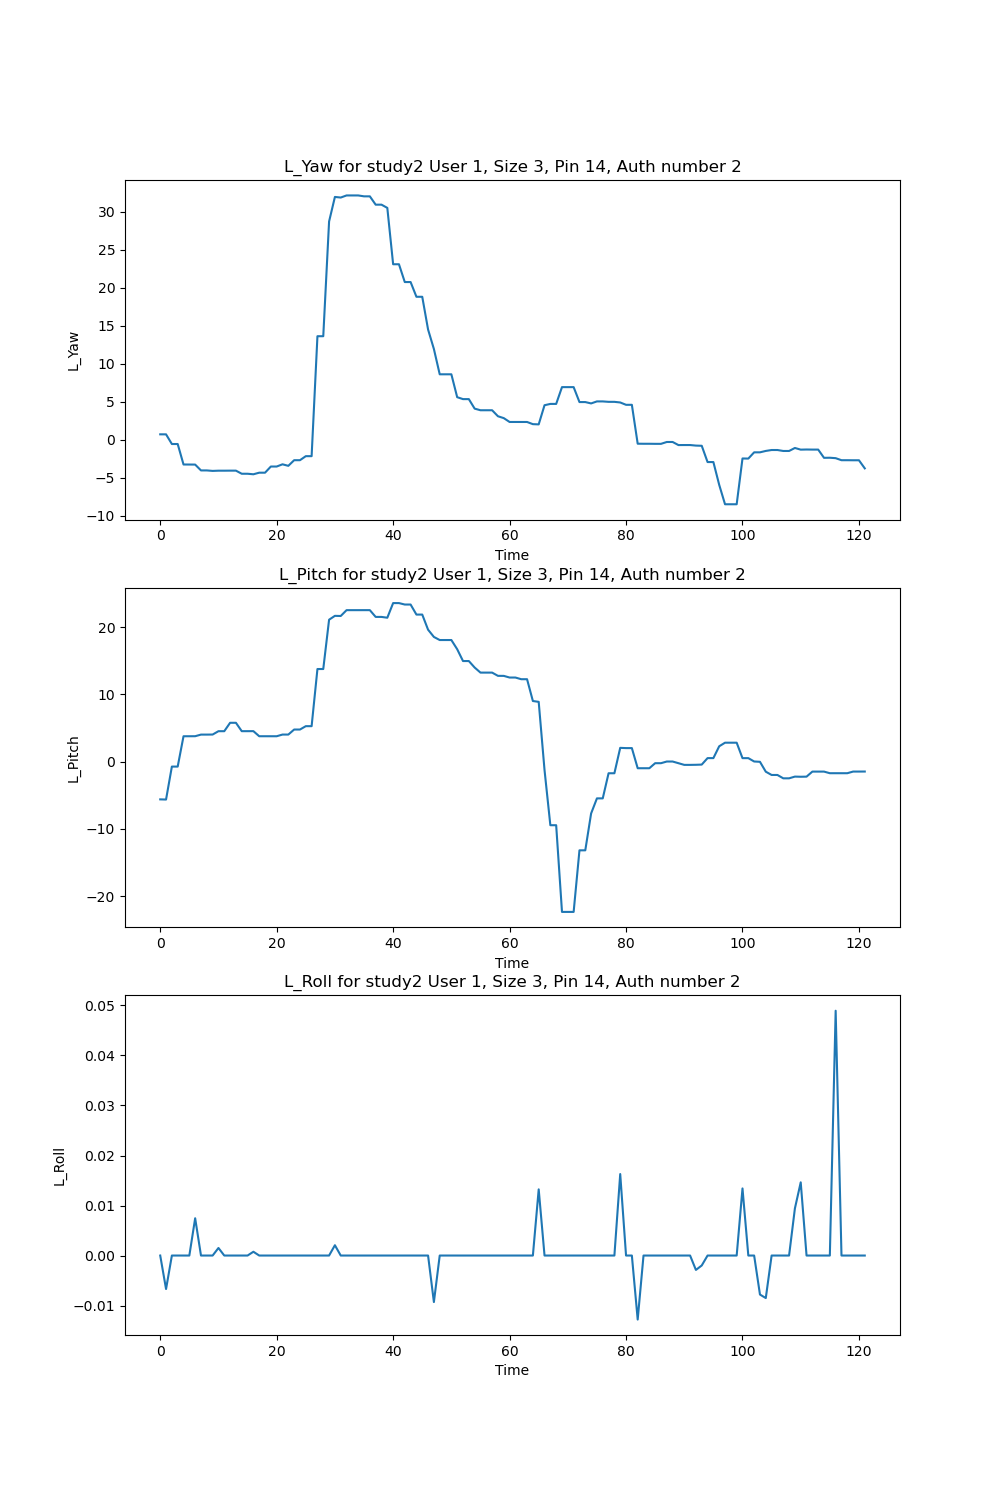 L_Yaw for study2 User 1, Size 3, Pin 14, Auth number 2
30
25
20
15
10
5
0
−5
−10
L_Yaw
0 20 40 60 80 100 120
Time
L_Pitch for study2 User 1, Size 3, Pin 14, Auth number 2
20
10
0
−10
−20
L_Pitch
0 20 40 60 80 100 120
Time
L_Roll for study2 User 1, Size 3, Pin 14, Auth number 2
0.05
0.04
0.03
0.02
0.01
0.00
−0.01
L_Roll
0 20 40 60 80 100 120
Time